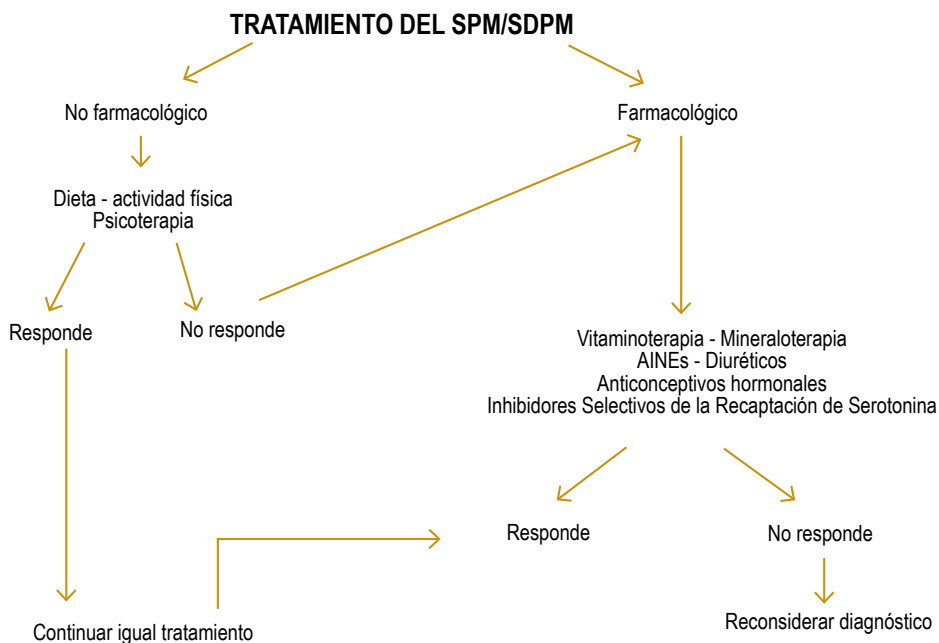 TRATAMIENTO DEL SPM/SDPM
No farmacológico
Farmacológico
Dieta - actividad física
Psicoterapia
Responde
No responde
Vitaminoterapia - Mineraloterapia
AINEs - Diuréticos
Anticonceptivos hormonales
Inhibidores Selectivos de la Recaptación de Serotonina
Responde
No responde
Continuar igual tratamiento
Reconsiderar diagnóstico